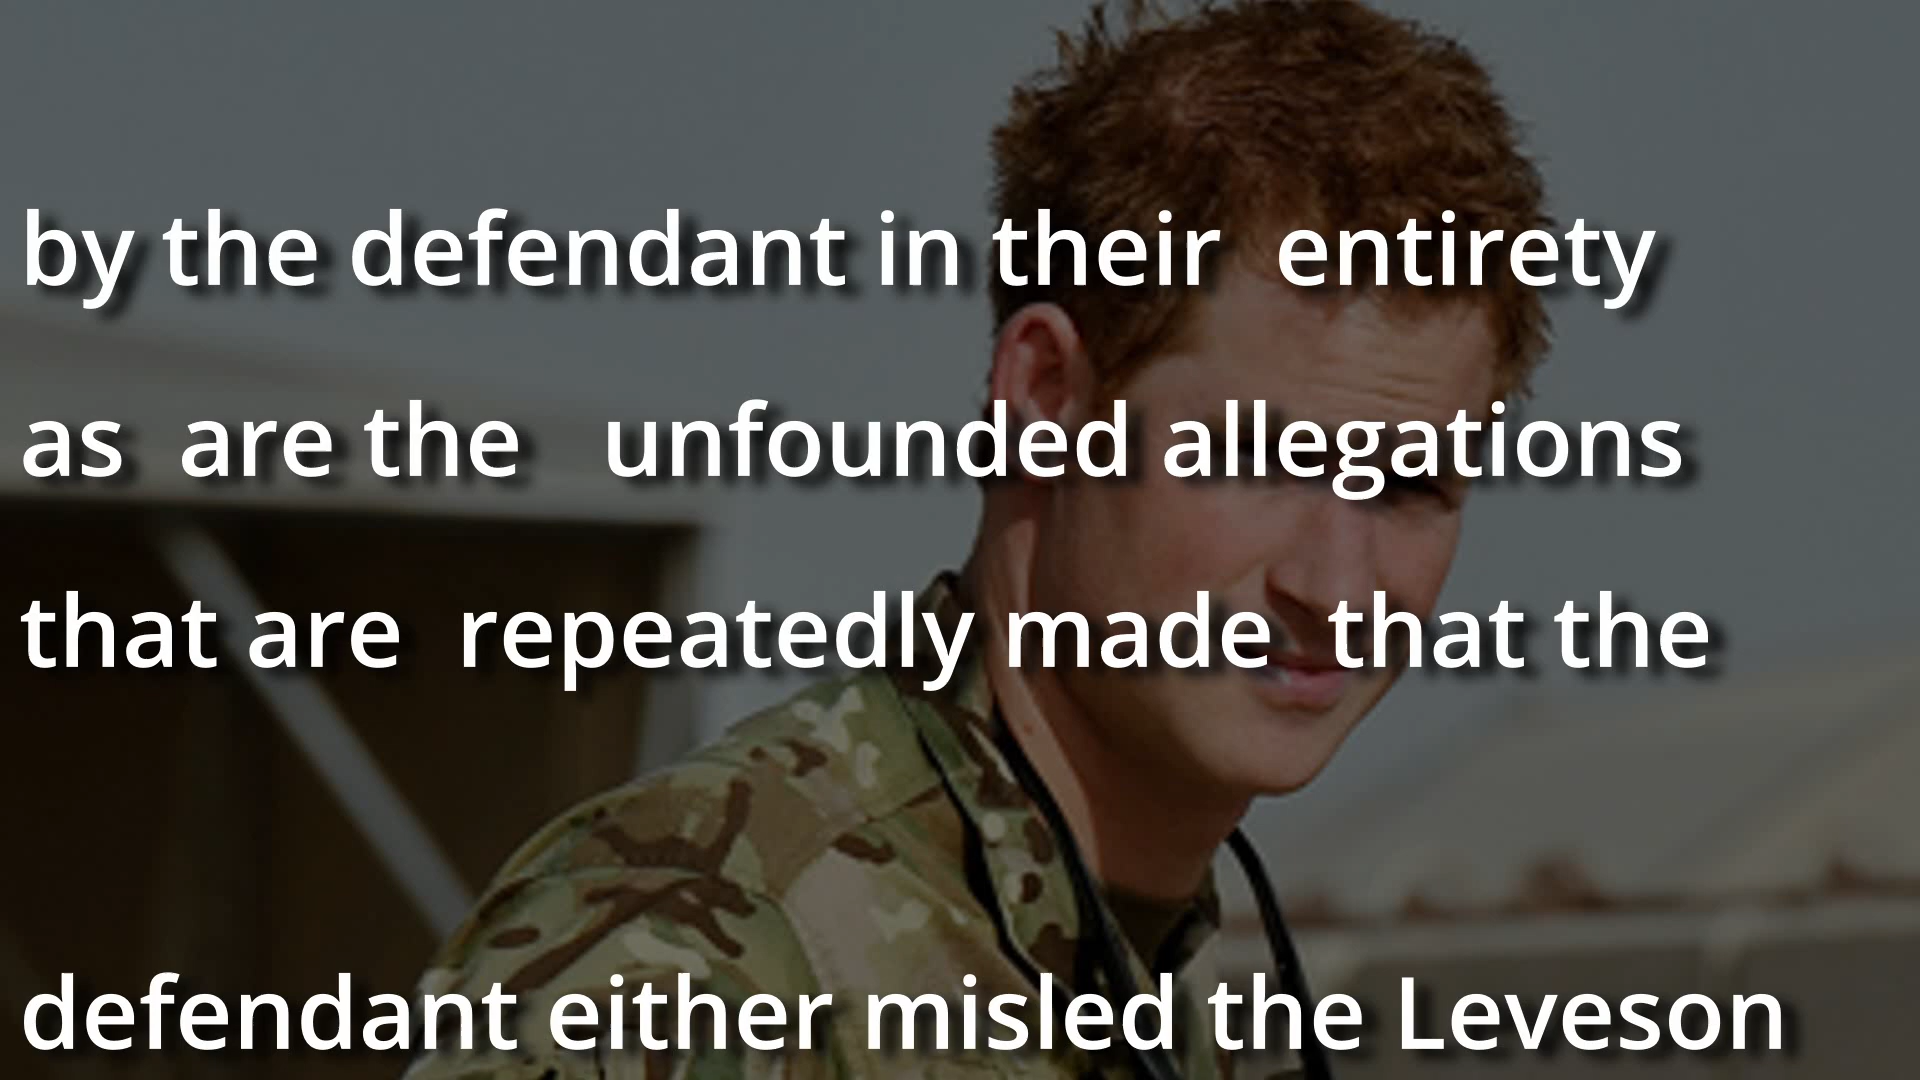 by the defendant in their entirety
as are the unfounded allegations
that are repeatedly made that the
defendant either misled the Leveson